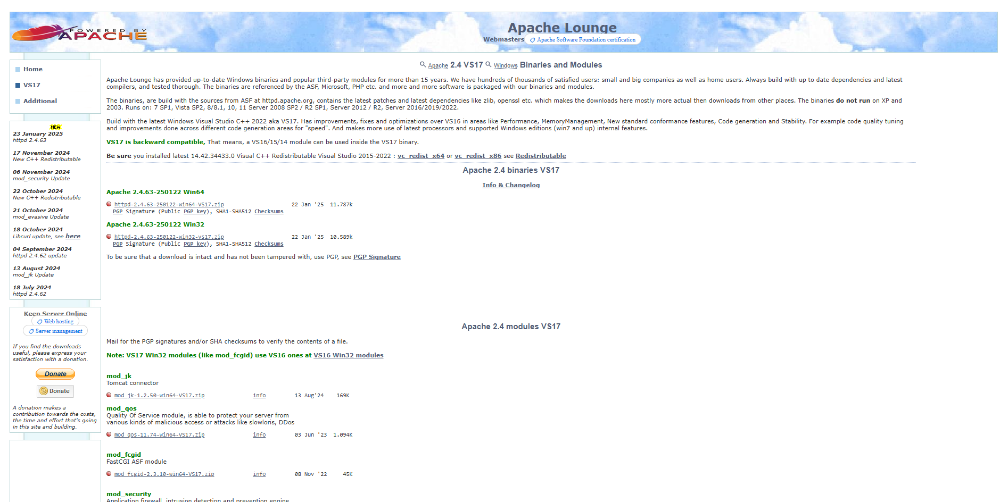 POWERED BY
APACHE
Apache Lounge
Webmasters Apache Software Foundation certification
Home
VS17
Additional
NEW
23 January 2025
httpd 2.4.63
17 November 2024
New C++ Redistributable
06 November 2024
mod_security Update
22 October 2024
New C++ Redistributable
21 October 2024
mod_evasive Update
18 October 2024
Libcurl update, see here
04 September 2024
httpd 2.4.62 update
13 August 2024
mod_jk Update
18 July 2024
httpd 2.4.62
Keep Server Online
Web hosting
Server management
If you find the downloads
useful, please express your
satisfaction with a donation.
Donate
Donate
A donation makes a
contribution towards the costs,
the time and effort that's going
in this site and building.
Apache 2.4 VS17 Windows Binaries and Modules
Apache Lounge has provided up-to-date Windows binaries and popular third-party modules for more than 15 years. We have hundreds of thousands of satisfied users: small and big companies as well as home users. Always build with up to date dependencies and latest
compilers, and tested thorough. The binaries are referenced by the ASF, Microsoft, PHP etc. and more and more software is packaged with our binaries and modules.
The binaries, are build with the sources from ASF at httpd.apache.org, contains the latest patches and latest dependencies like zlib, openssl etc. which makes the downloads here mostly more actual then downloads from other places. The binaries do not run on XP and
2003. Runs on: 7 SP1, Vista SP2, 8/8.1, 10, 11 Server 2008 SP2 / R2 SP1, Server 2012 / R2, Server 2016/2019/2022.
Build with the latest Windows Visual Studio C++ 2022 aka VS17. Has improvements, fixes and optimizations over VS16 in areas like Performance, MemoryManagement, New standard conformance features, Code generation and Stability. For example code quality tuning
and improvements done across different code generation areas for "speed". And makes more use of latest processors and supported Windows editions (win7 and up) internal features.
VS17 is backward compatible, That means, a VS16/15/14 module can be used inside the VS17 binary.
Be sure you installed latest 14.42.34433.0 Visual C++ Redistributable Visual Studio 2015-2022 : vc_redist_x64 or vc_redist_x86 see Redistributable
Apache 2.4 binaries VS17
Info & Changelog
Apache 2.4.63-250122 Win64
httpd-2.4.63-250122-win64-VS17.zip 22 Jan '25 11.787k
PGP Signature (Public PGP key), SHA1-SHA512 Checksums
Apache 2.4.63-250122 Win32
httpd-2.4.63-250122-win32-vs17.zip 22 Jan '25 10.589k
PGP Signature (Public PGP key), SHA1-SHA512 Checksums
To be sure that a download is intact and has not been tampered with, use PGP, see PGP Signature
Apache 2.4 modules VS17
Mail for the PGP signatures and/or SHA checksums to verify the contents of a file.
Note: VS17 Win32 modules (like mod_fcgid) use VS16 ones at VS16 Win32 modules
mod_jk
Tomcat connector
mod_jk-1.2.50-win64-VS17.zip info 13 Aug'24 169K
mod_qos
Quality Of Service module, is able to protect your server from
various kinds of malicious access or attacks like slowloris, DDos
mod_qos-11.74-win64-VS17.zip info 03 Jun '23 1.094K
mod_fcgid
FastCGI ASF module
mod_fcgid-2.3.10-win64-VS17.zip info 08 Nov '22 45K
mod_security
Application firewall, intrusion detection and prevention engine